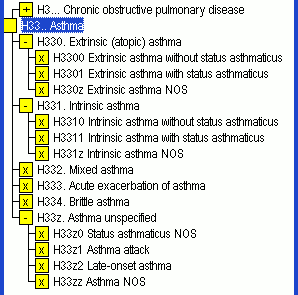 H3... Chronic obstructive pulmonary disease
H33.. Asthma
H330. Extrinsic (atopic) asthma
H3300 Extrinsic asthma without status asthmaticus
H3301 Extrinsic asthma with status asthmaticus
H330z Extrinsic asthma NOS
H331. Intrinsic asthma
H3310 Intrinsic asthma without status asthmaticus
H3311 Intrinsic asthma with status asthmaticus
H331z Intrinsic asthma NOS
H332. Mixed asthma
H333. Acute exacerbation of asthma
H334. Brittle asthma
H33z. Asthma unspecified
H33z0 Status asthmaticus NOS
H33z1 Asthma attack
H33z2 Late-onset asthma
H33zz Asthma NOS